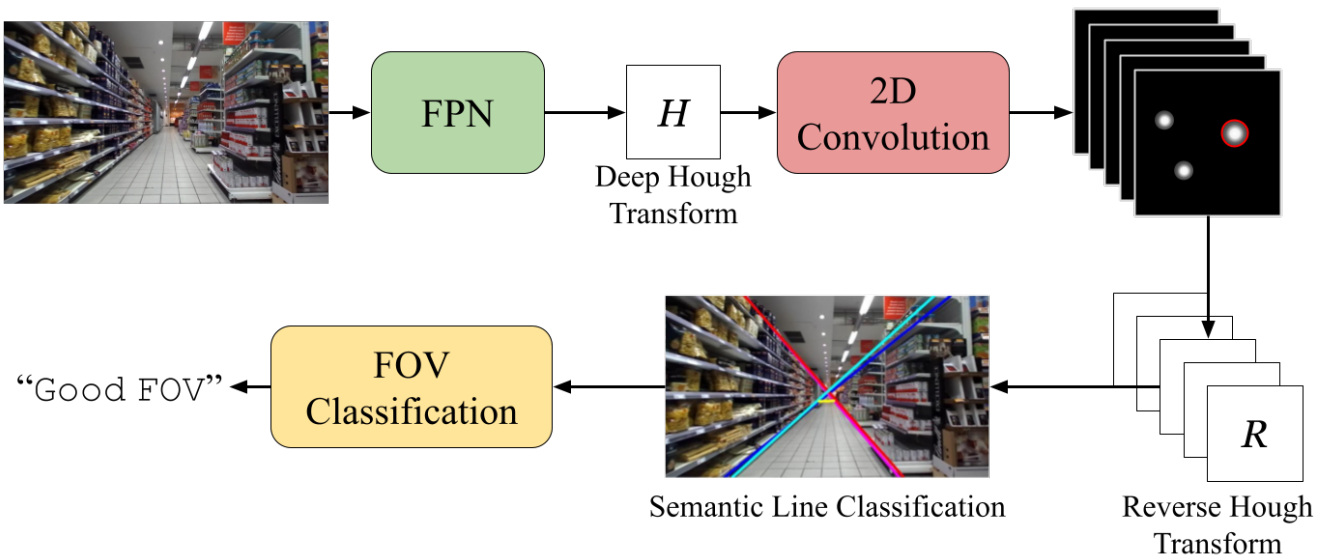 FPN
H
Deep Hough
Transform
2D
Convolution
R
Reverse Hough
Transform
Semantic Line Classification
FOV
Classification
“Good FOV”